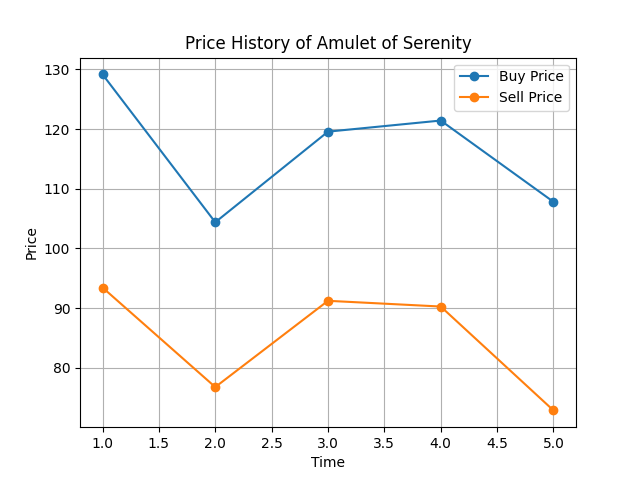 Price History of Amulet of Serenity
Buy Price
Sell Price
130
120
110
100
90
80
Price
1.0 1.5 2.0 2.5 3.0 3.5 4.0 4.5 5.0
Time